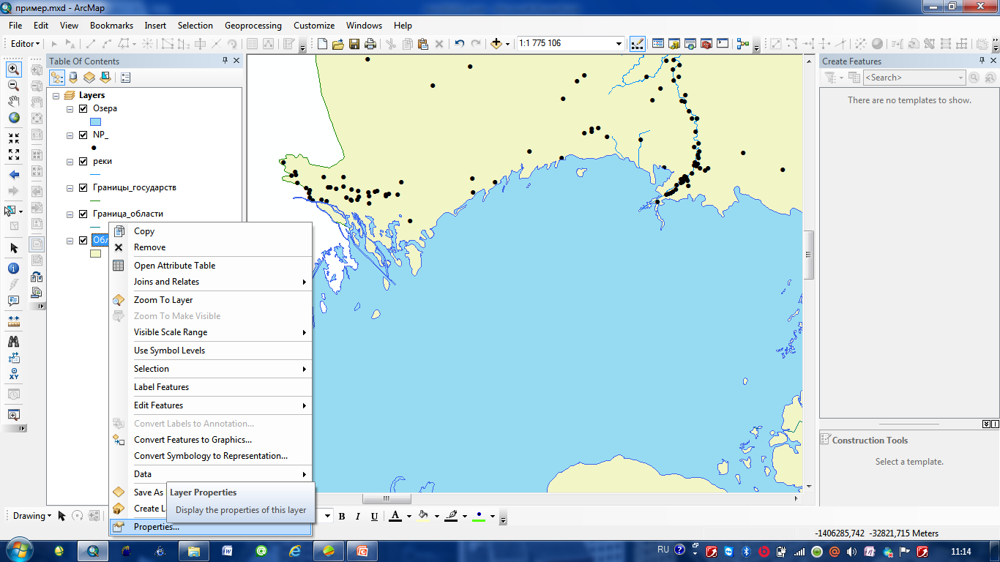 пример.mxd - ArcMap
File Edit View Bookmarks Insert Selection Geoprocessing Customize Windows Help
Editor 1:1 775 106
Table Of Contents
Create Features
<Search>
There are no templates to show.
Layers
Озера
NP_
реки
Границы_государств
Граница_области
Обл
Copy
Remove
Open Attribute Table
Joins and Relates
Zoom To Layer
Zoom To Make Visible
Visible Scale Range
Use Symbol Levels
Selection
Label Features
Edit Features
Convert Labels to Annotation...
Convert Features to Graphics...
Convert Symbology to Representation...
Data
Save As
Create L
Properties...
Layer Properties
Display the properties of this layer
Construction Tools
Select a template.
Drawing B I U A
-1406285,742 -32821,715 Meters
RU 11:14